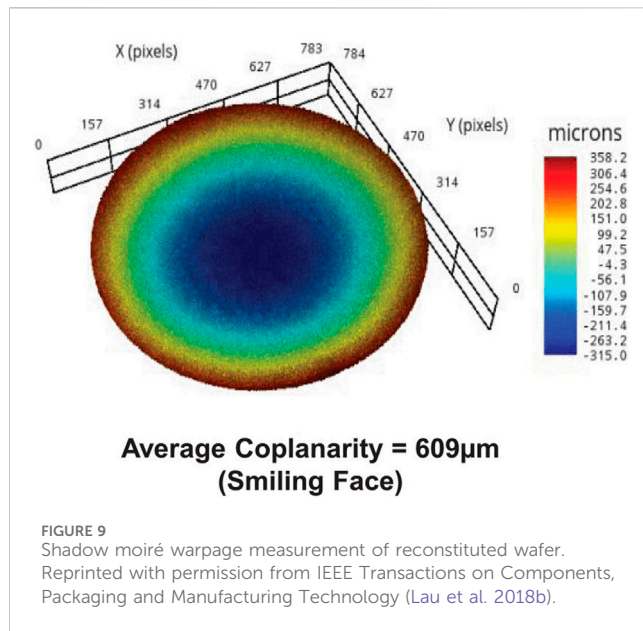 X (pixels)
0
157
314
470
627
783
784
627
470
314
157
0
Y (pixels)
microns
358.2
306.4
254.6
202.8
151.0
99.2
47.5
-4.3
-56.1
-107.9
-159.7
-211.4
-263.2
-315.0
Average Coplanarity = 609µm
(Smiling Face)
FIGURE 9
Shadow moiré warpage measurement of reconstituted wafer.
Reprinted with permission from IEEE Transactions on Components,
Packaging and Manufacturing Technology (Lau et al. 2018b).